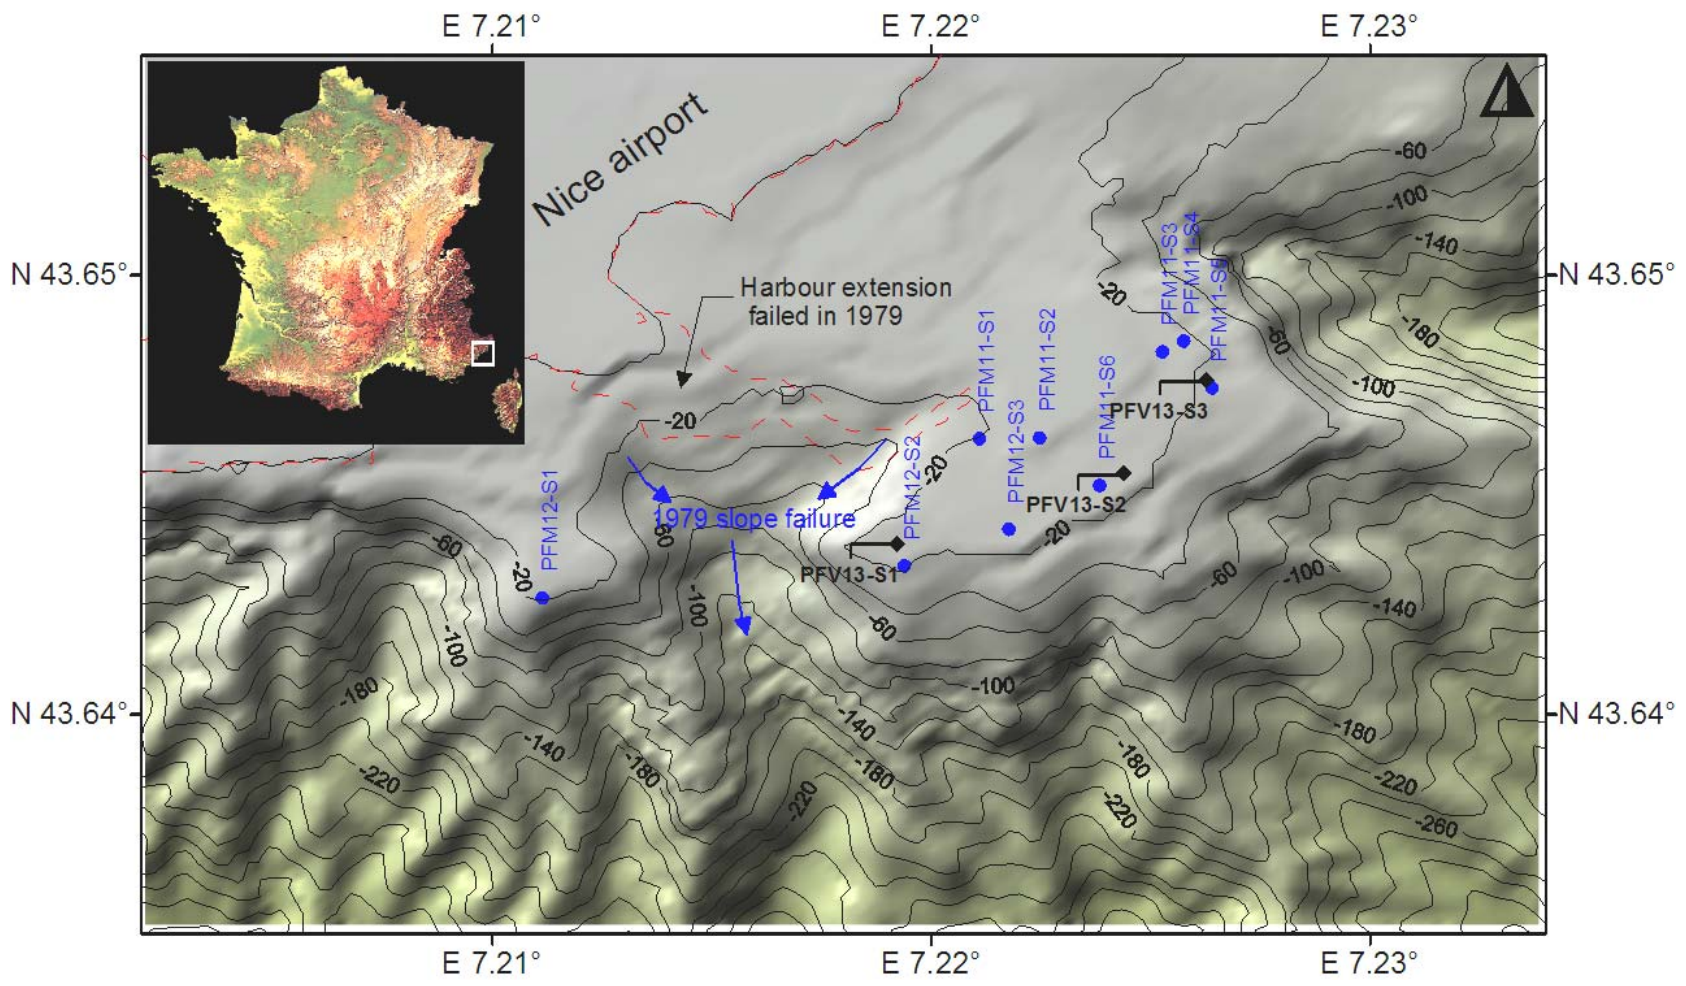 E 7.21°
E 7.22°
E 7.23°
Nice airport
-60
-100
-140
N 43.65°
N 43.65°
PFM11-S3
PFM11-S4
PFM11-S5
-20
Harbour extension
failed in 1979
-180
-60
PFM11-S1
PFM11-S2
PFM11-S6
-100
PFV13-S3
-20
PFM12-S3
PFM12-S2
-20
PFM12-S1
PFV13-S2
1979 slope failure
-60
-20
-60
PFV13-S1
-20
-60
-100
-100
-140
-60
-100
-100
-180
N 43.64°
N 43.64°
-140
-180
-140
-180
-180
-180
-220
-220
-220
-220
-260
E 7.21°
E 7.22°
E 7.23°